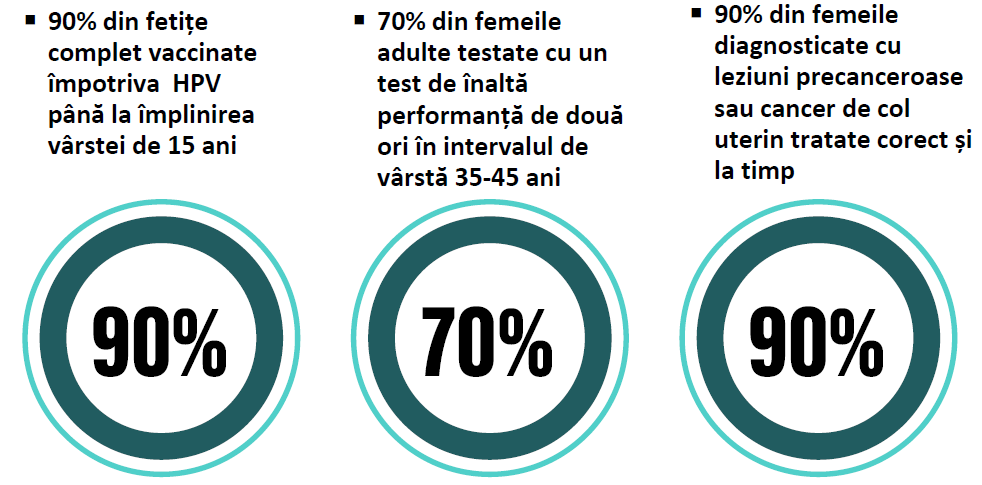 ▪ 90% din fetițe
complet vaccinate
împotriva HPV
până la împlinirea
vârstei de 15 ani
▪ 70% din femeile
adulte testate cu un
test de înaltă
performanță de două
ori în intervalul de
vârstă 35-45 ani
▪ 90% din femeile
diagnosticate cu
leziuni precanceroase
sau cancer de col
uterin tratate corect și
la timp
90%
70%
90%